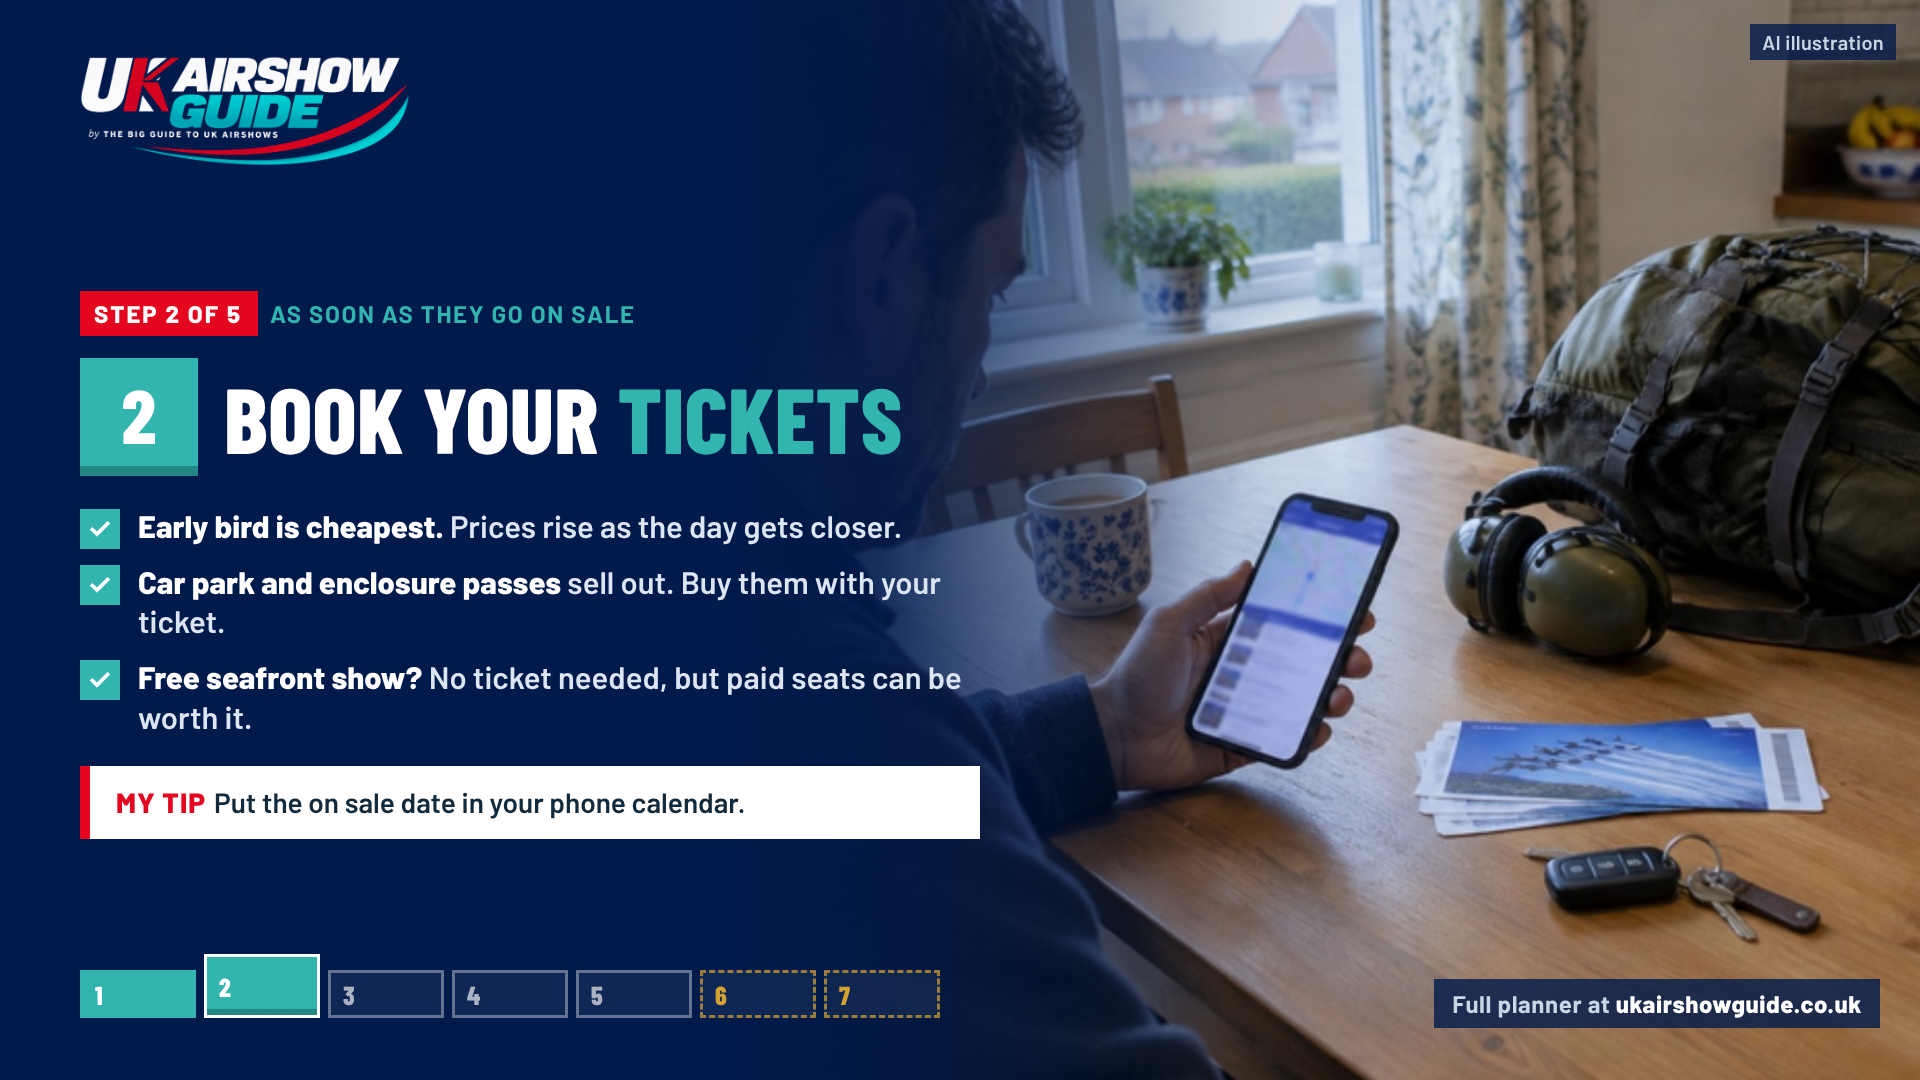 AI illustration
UK AIRSHOW
GUIDE
by THE BIG GUIDE TO UK AIRSHOWS
STEP 2 OF 5 AS SOON AS THEY GO ON SALE
2 BOOK YOUR TICKETS
Early bird is cheapest. Prices rise as the day gets closer.
Car park and enclosure passes sell out. Buy them with your
ticket.
Free seafront show? No ticket needed, but paid seats can be
worth it.
MY TIP Put the on sale date in your phone calendar.
1 2 3 4 5 6 7
Full planner at ukairshowguide.co.uk